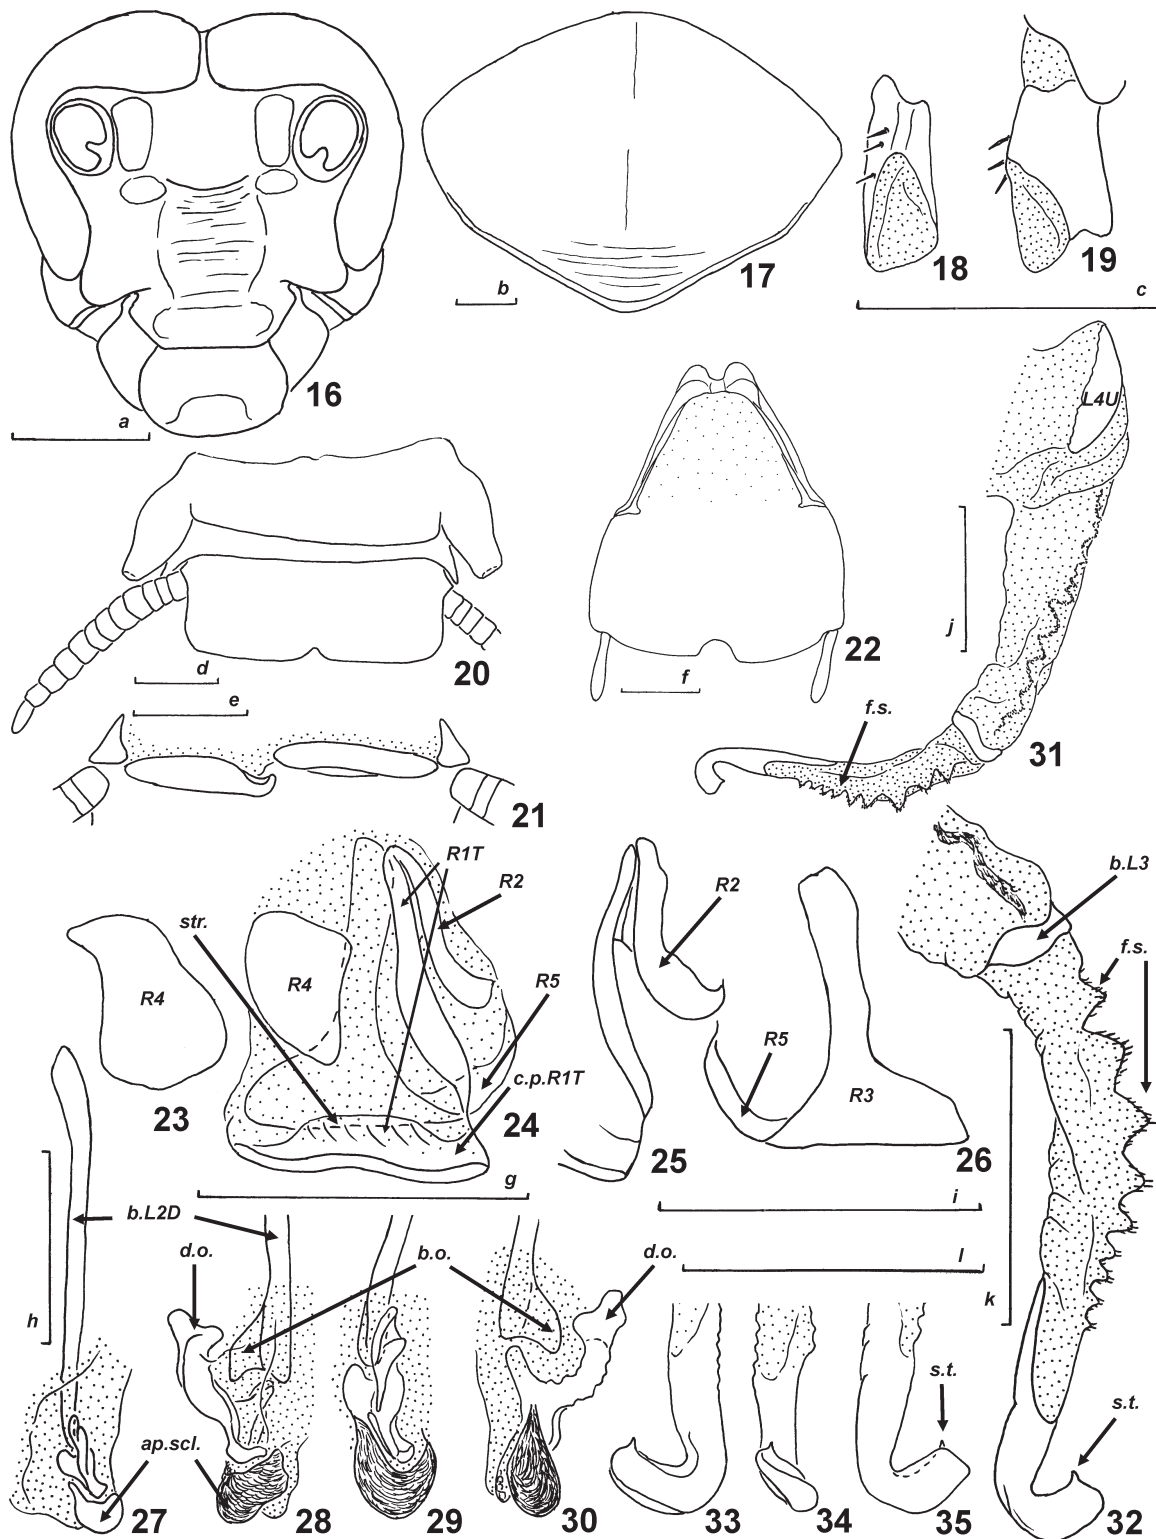 16
a
17
b
18
19
c
20
d
e
21
22
f
L4U
j
f.s.
31
R4
23
str.
R4
R1T
R2
R5
c.p.R1T
24
g
R2
25
R5
R3
26
i
b.L3
f.s.
k
s.t.
32
h
b.L2D
ap.scl.
27
d.o.
28
b.o.
29
d.o.
30
l
33
34
s.t.
35